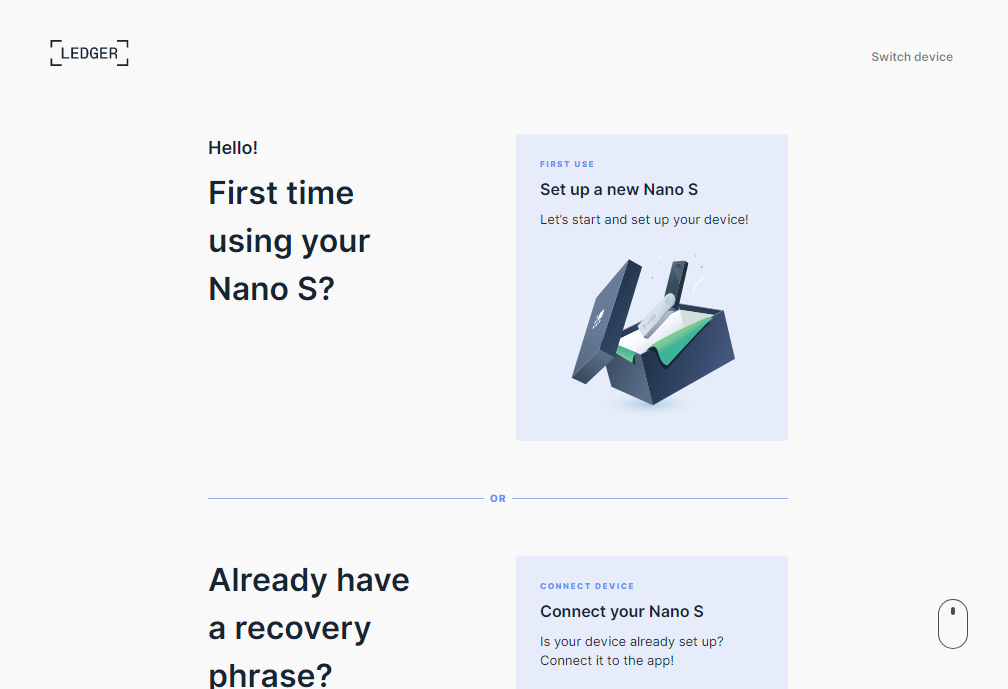 LEDGER
Switch device
Hello!
First time
using your
Nano S?
FIRST USE
Set up a new Nano S
Let's start and set up your device!
OR
Already have
a recovery
phrase?
CONNECT DEVICE
Connect your Nano S
Is your device already set up?
Connect it to the app!